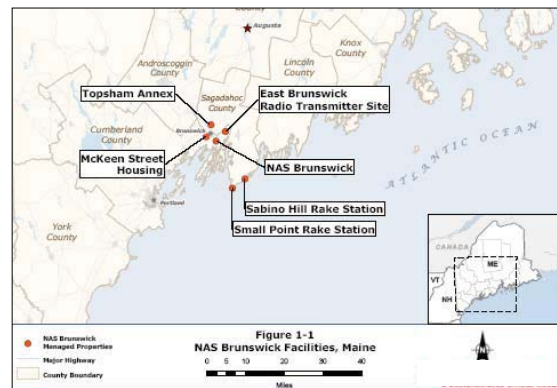 County
Augusta
Androscoggin
County
Knox
County
Lincoln
County
Topsham Annex
East Brunswick
Radio Transmitter Site
Sagadahoc
County
Cumberland
County
Brunswick
McKeen Street
Housing
NAS Brunswick
ATLANTIC OCEAN
Portland
Sabino Hill Rake Station
York
County
Small Point Rake Station
CANADA
ME
VT
NH
NAS Brunswick
Managed Properties
Major Highway
County Boundary
Figure 1-1
NAS Brunswick Facilities, Maine
0 5 10 20 30 40
Miles
N